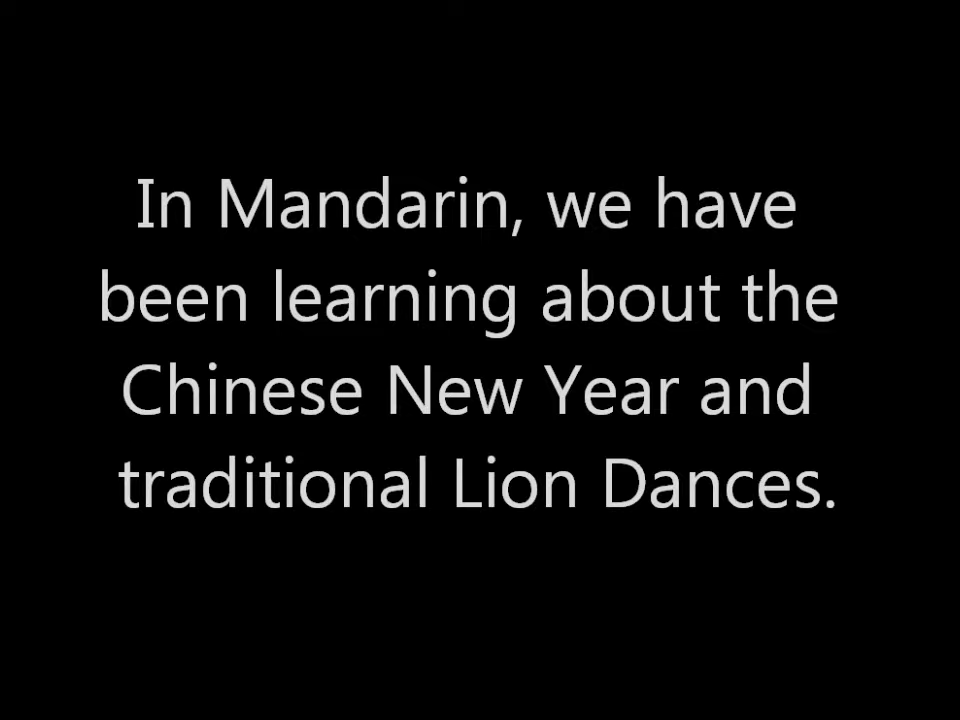 In Mandarin, we have
been learning about the
Chinese New Year and
traditional Lion Dances.